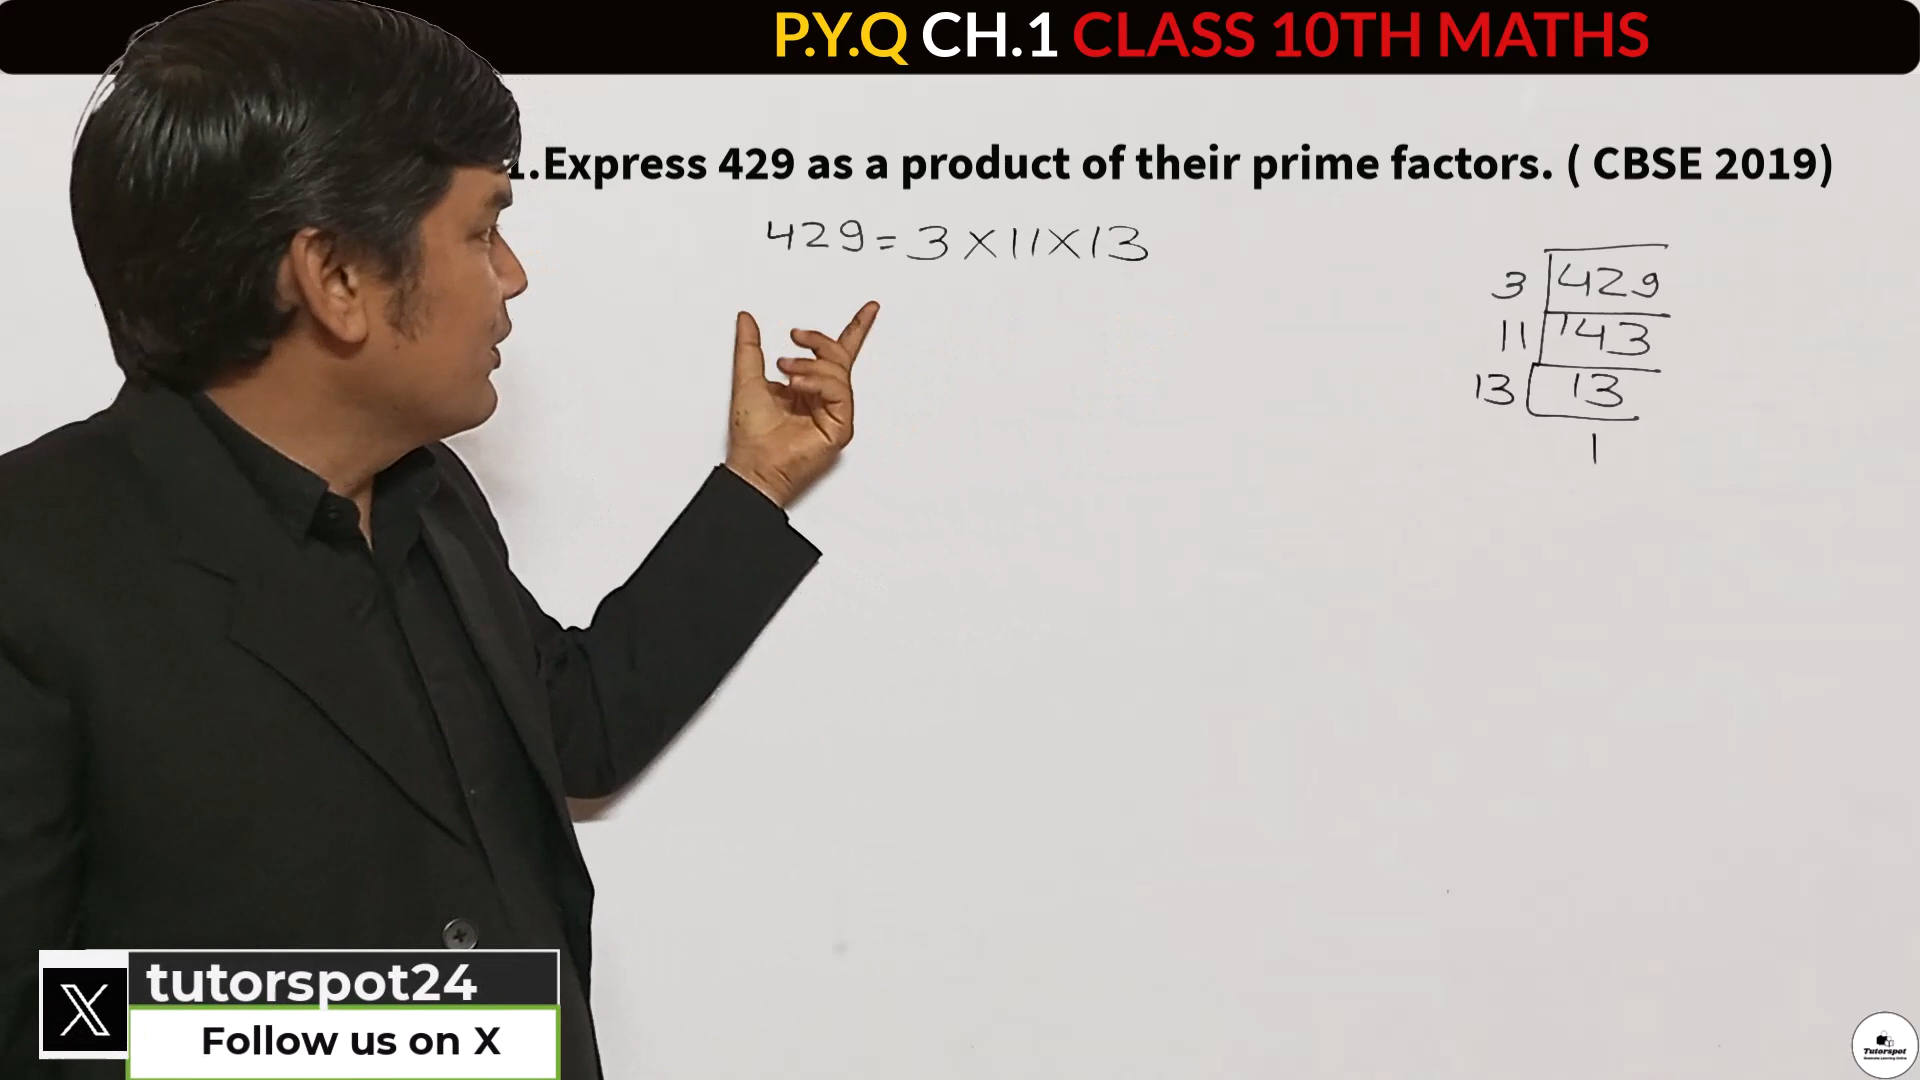 P.Y.Q CH.1 CLASS 10TH MATHS
1.Express 429 as a product of their prime factors. ( CBSE 2019)
429 = 3 X 11 X 13
3 429
11 143
13 13
1
X
tutorspot24
Follow us on X
Tutorspot